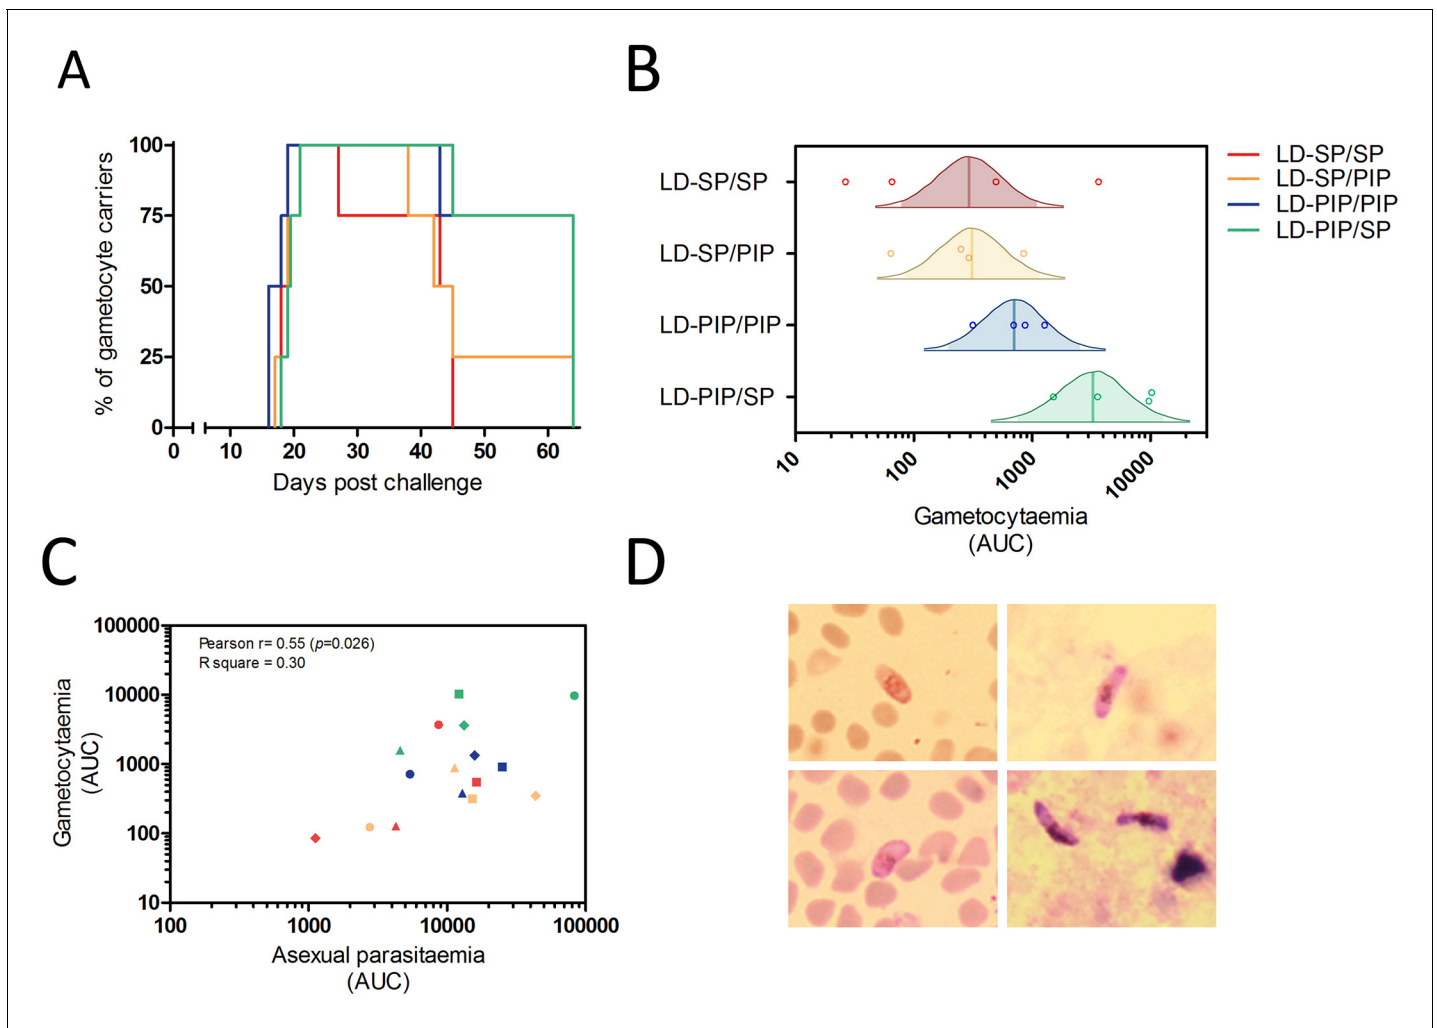 A
100
75
50
25
0
% of gametocyte carriers
0 10 20 30 40 50 60
Days post challenge
B
LD-SP/SP
LD-SP/PIP
LD-PIP/PIP
LD-PIP/SP
10 100 1000 10000
Gametocytaemia
(AUC)
LD-SP/SP
LD-SP/PIP
LD-PIP/PIP
LD-PIP/SP
C
Pearson r= 0.55 (p=0.026)
R square = 0.30
100000
10000
1000
100
10
Gametocytaemia
(AUC)
100 1000 10000 100000
Asexual parasitaemia
(AUC)
D